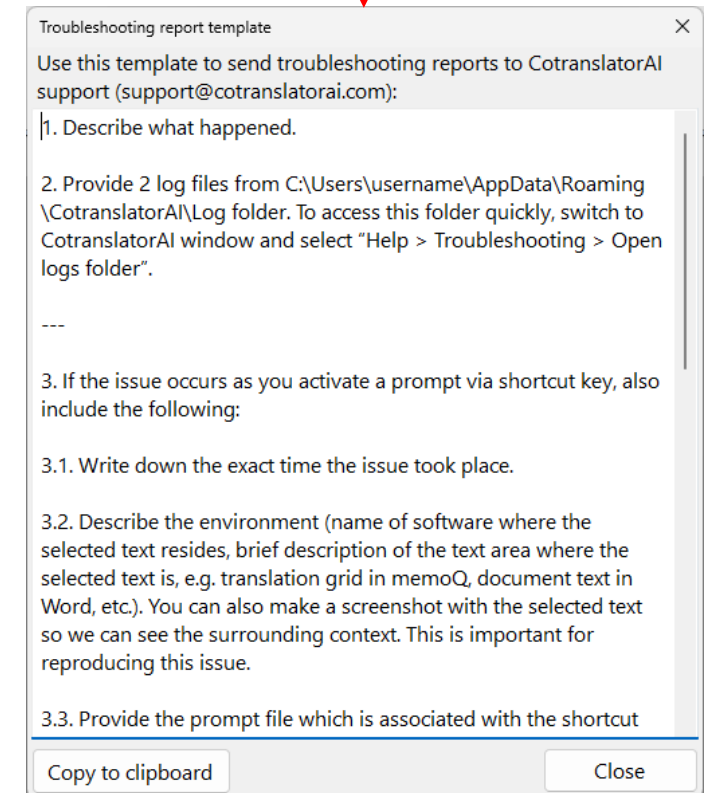 Troubleshooting report template
Use this template to send troubleshooting reports to CotranslatorAI
support (support@cotranslatorai.com):
1. Describe what happened.
2. Provide 2 log files from C:\Users\username\AppData\Roaming
\CotranslatorAI\Log folder. To access this folder quickly, switch to
CotranslatorAI window and select “Help > Troubleshooting > Open
logs folder”.
---
3. If the issue occurs as you activate a prompt via shortcut key, also
include the following:
3.1. Write down the exact time the issue took place.
3.2. Describe the environment (name of software where the
selected text resides, brief description of the text area where the
selected text is, e.g. translation grid in memoQ, document text in
Word, etc.). You can also make a screenshot with the selected text
so we can see the surrounding context. This is important for
reproducing this issue.
3.3. Provide the prompt file which is associated with the shortcut
Copy to clipboard
Close